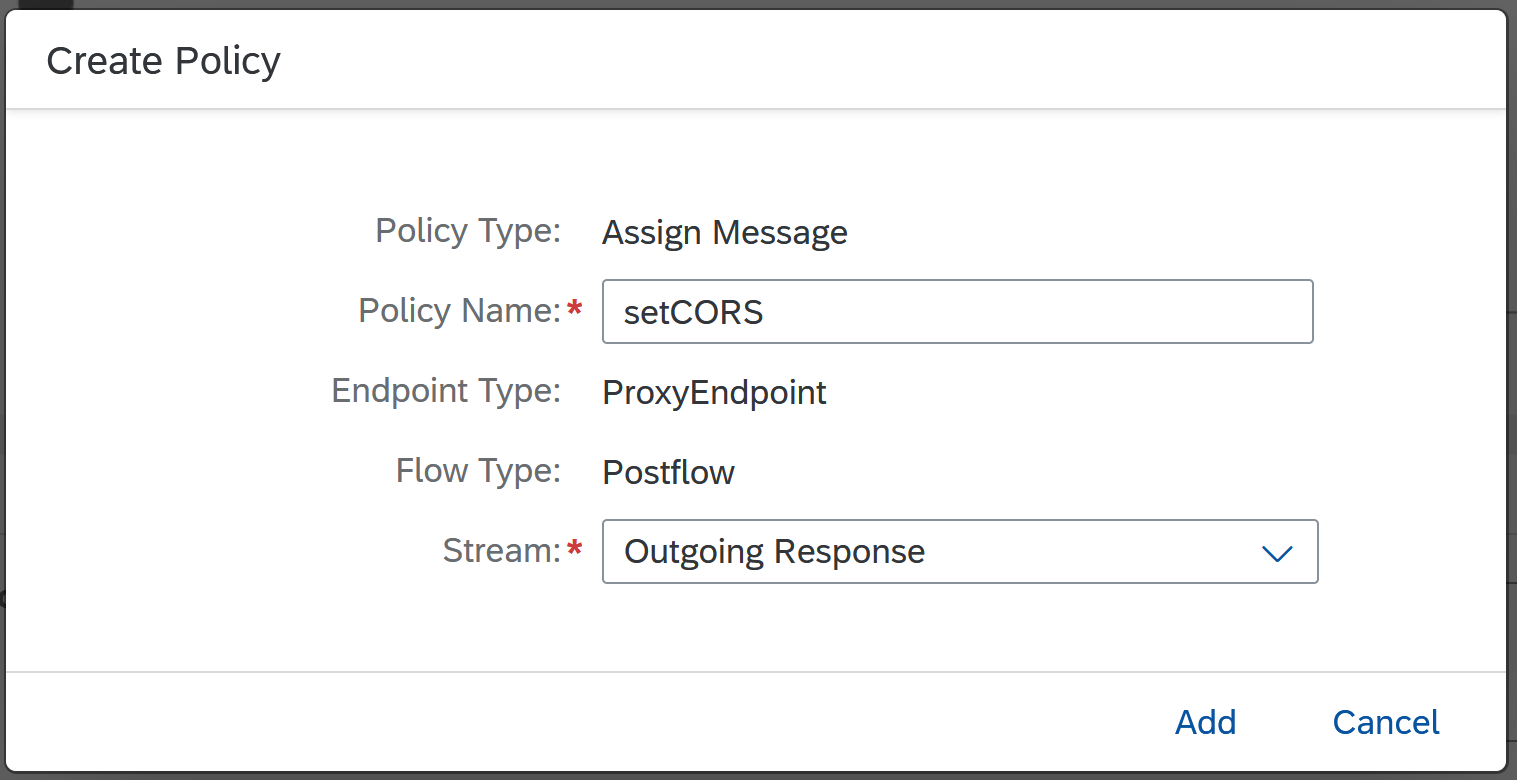 Create Policy
Policy Type: Assign Message
Policy Name:* setCORS
Endpoint Type: ProxyEndpoint
Flow Type: Postflow
Stream:* Outgoing Response
Add Cancel